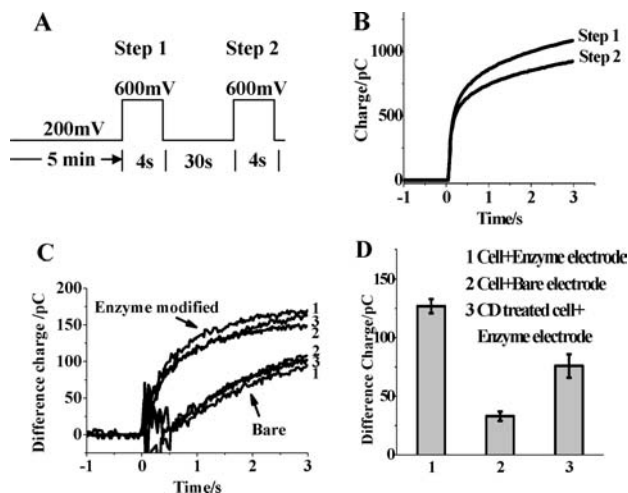 A
Step 1
Step 2
600mV
600mV
200mV
5 min
4s
30s
4s
B
Charge/pC
1000
500
0
Step 1
Step 2
-1 0 1 2 3
Time/s
C
Difference charge /pC
200
150
100
50
0
Enzyme modified
1
3
2
2
3
1
Bare
-1 0 1 2 3
Time/s
D
Difference Charge/pC
150
100
50
0
1 Cell+Enzyme electrode
2 Cell+Bare electrode
3 CD treated cell+
Enzyme electrode
1 2 3